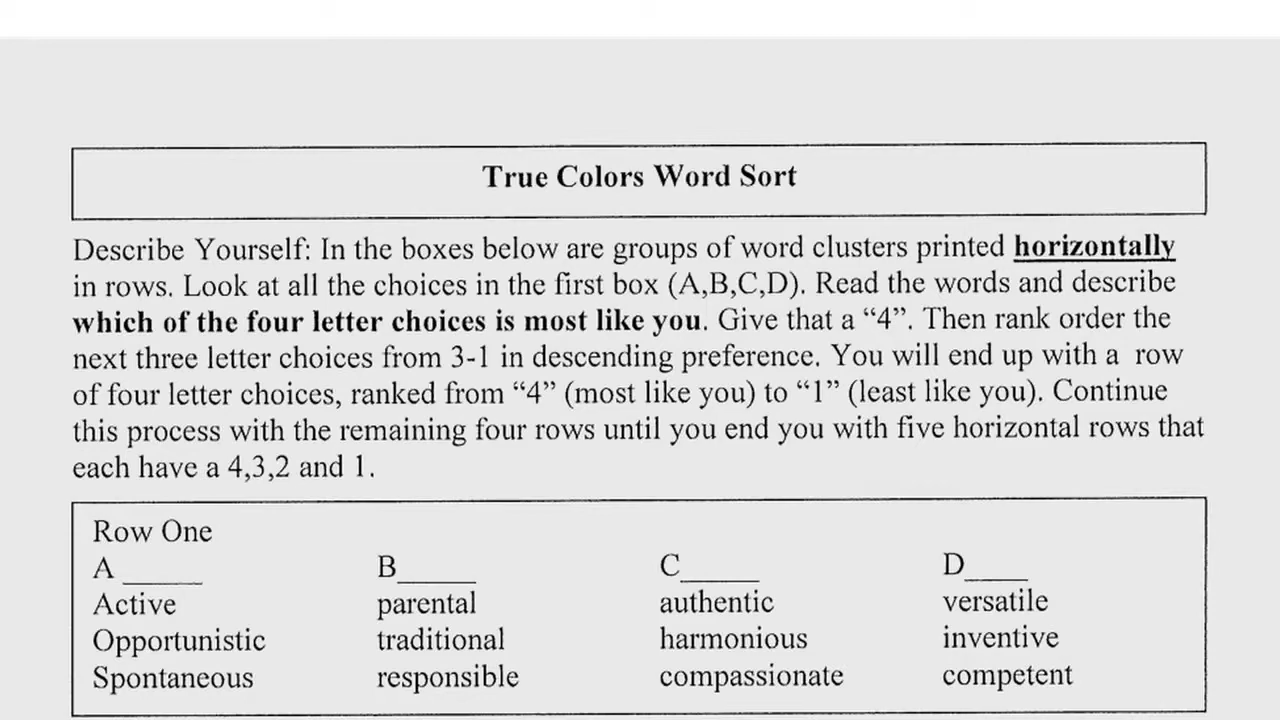 True Colors Word Sort
Describe Yourself: In the boxes below are groups of word clusters printed horizontally
in rows. Look at all the choices in the first box (A,B,C,D). Read the words and describe
which of the four letter choices is most like you. Give that a “4”. Then rank order the
next three letter choices from 3-1 in descending preference. You will end up with a row
of four letter choices, ranked from “4” (most like you) to “1” (least like you). Continue
this process with the remaining four rows until you end you with five horizontal rows that
each have a 4,3,2 and 1.
Row One
A _____ B_____ C_____ D____
Active parental authentic versatile
Opportunistic traditional harmonious inventive
Spontaneous responsible compassionate competent